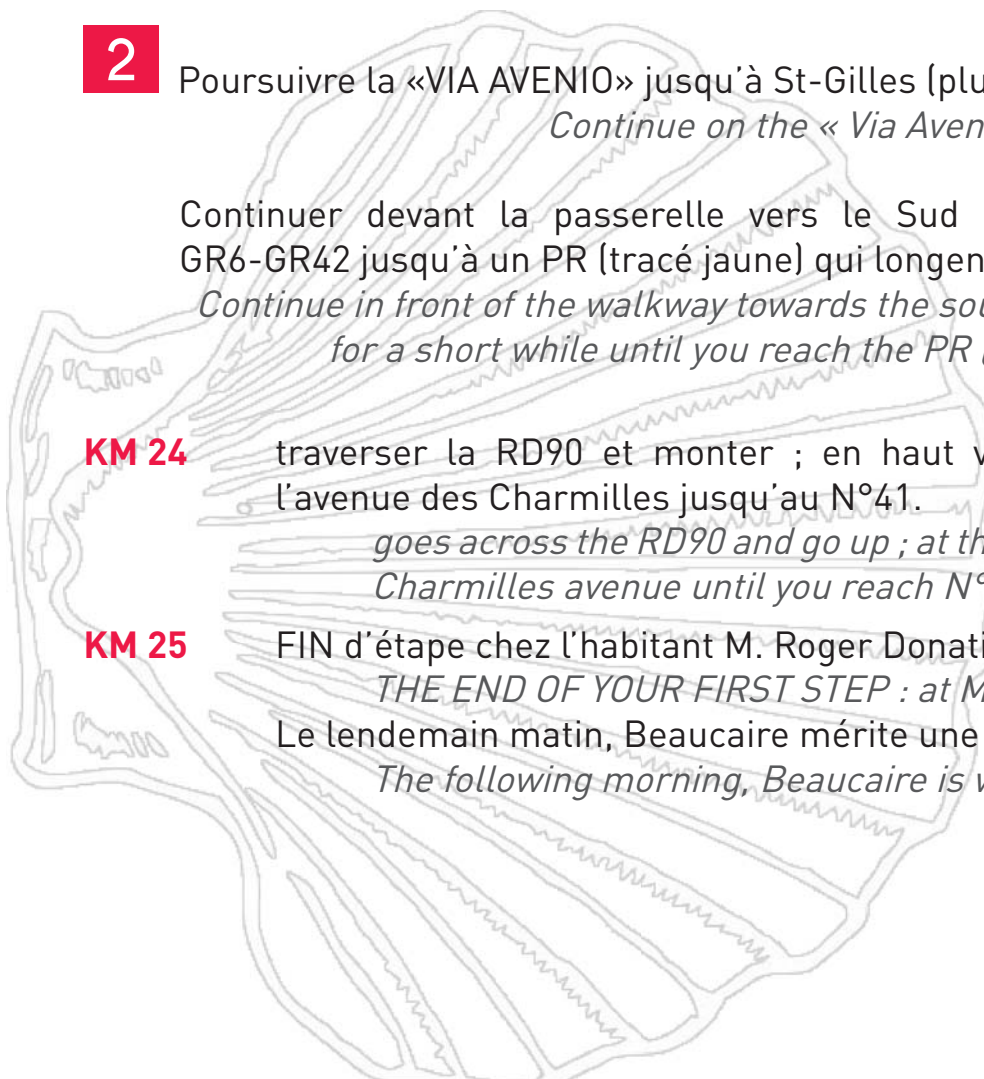 2
Poursuivre la «VIA AVENIO» jusqu'à St-Gilles
Continue on the « Via
Continuer devant la passerelle vers le Sud
GR6-GR42 jusqu'à un PR (tracé jaune) qui
Continue in front of the walkway towards the
for a short while until you reach the PR
KM 24 traverser la RD90 et monter ; en haut
l'avenue des Charmilles jusqu'au N°41.
goes across the RD90 and go up ; at
Charmilles avenue until you reach
KM 25 FIN d'étape chez l'habitant M. Roger Donati
THE END OF YOUR FIRST STEP : at
Le lendemain matin, Beaucaire mérite une
The following morning, Beaucaire is